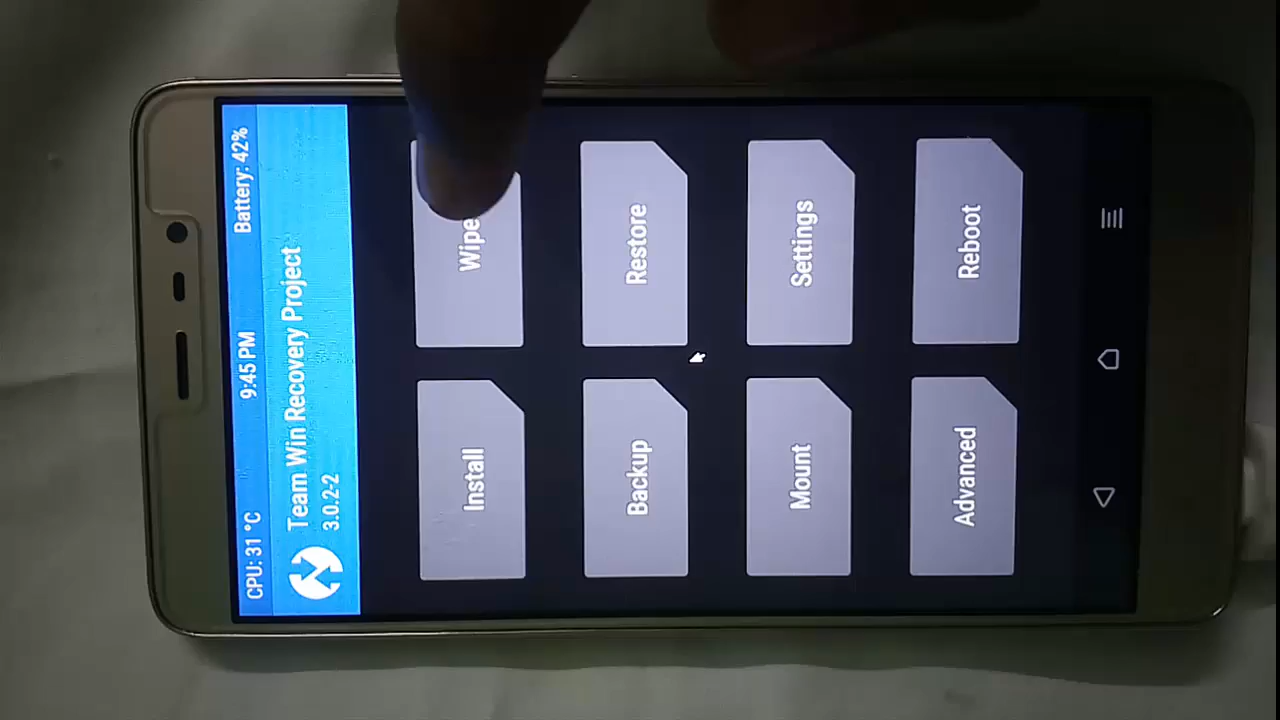 CPU: 31 °C 9:45 PM Battery: 42%
Team Win Recovery Project
3.0.2-2
Install Wipe
Backup Restore
Mount Settings
Advanced Reboot